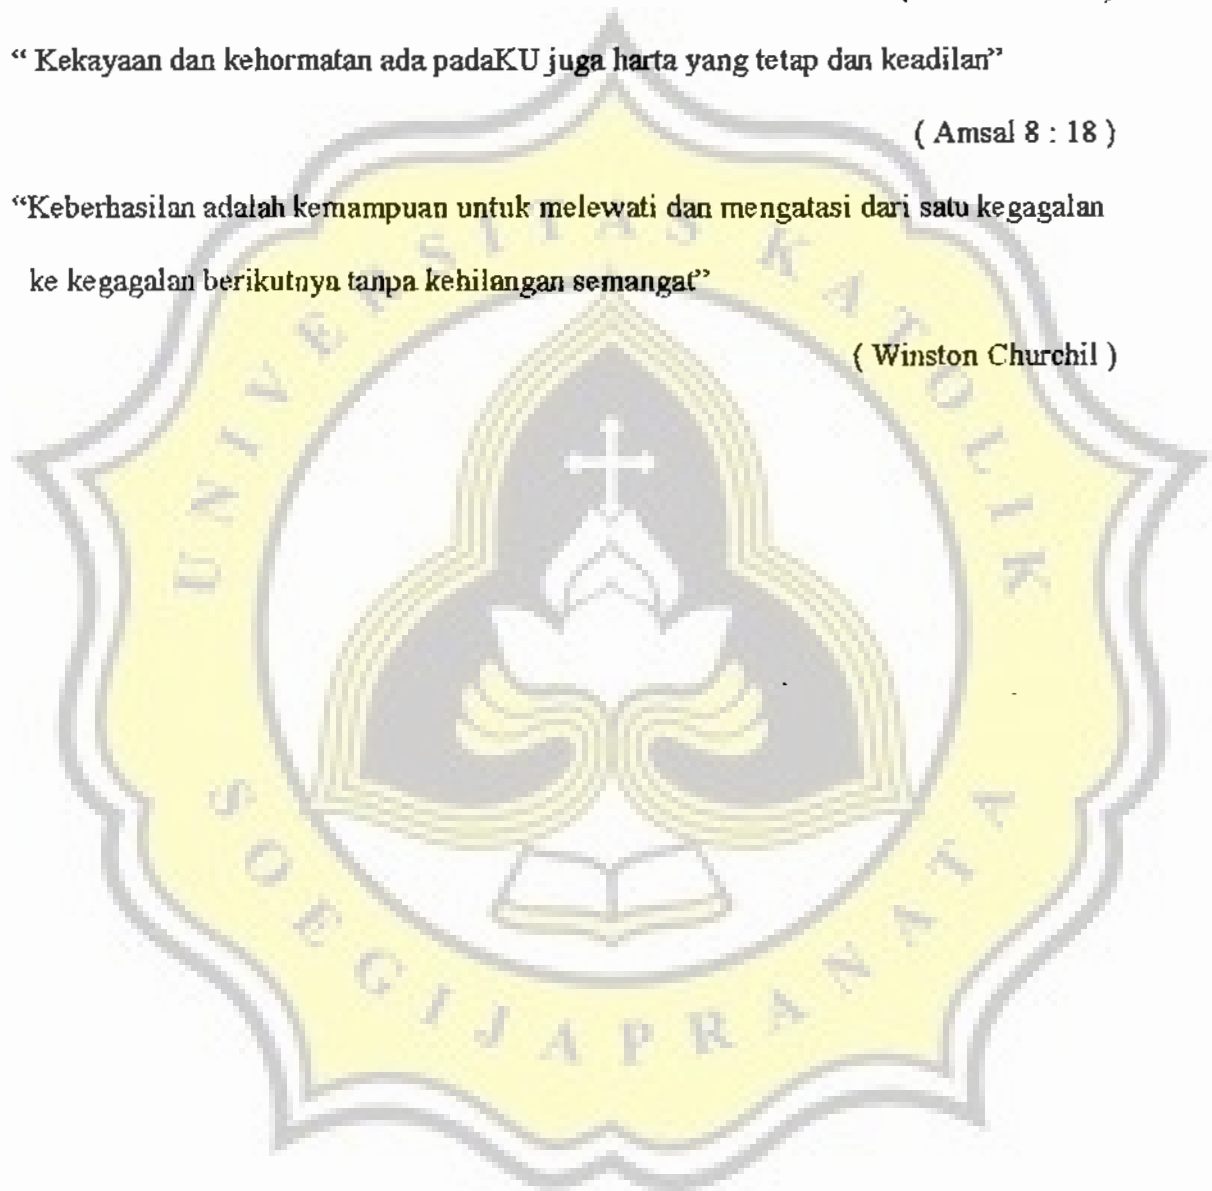 “ Kekayaan dan kehormatan ada padaKU juga harta yang tetap dan keadilan”
( Amsal 8 : 18 )
“Keberhasilan adalah kemampuan untuk melewati dan mengatasi dari satu kegagalan
ke kegagalan berikutnya tanpa kehilangan semangat”
( Winston Churchil )
UNIVERSITAS KATOLIK
SOEGIJAPRANATA